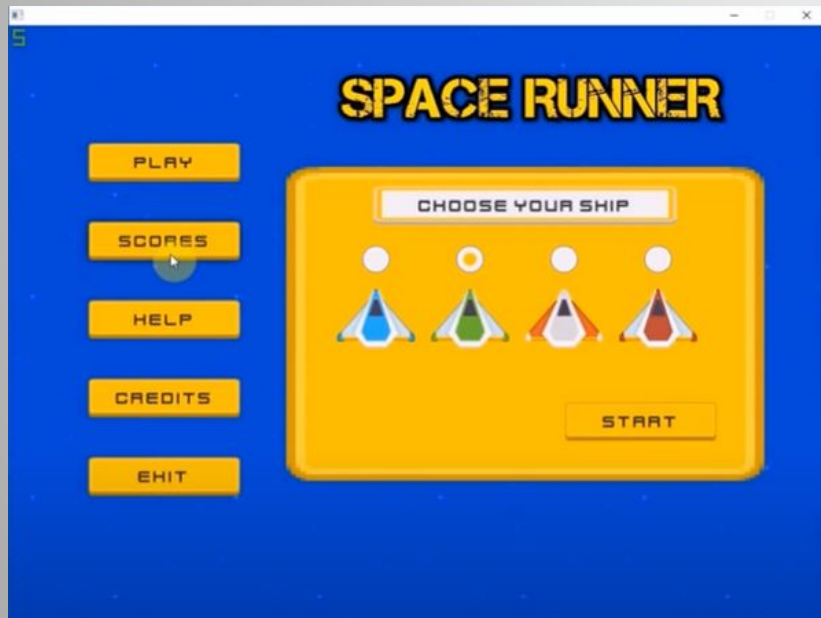 5
SPACE RUNNER
PLAY
CHOOSE YOUR SHIP
SCORES
HELP
CREDITS
START
EXIT